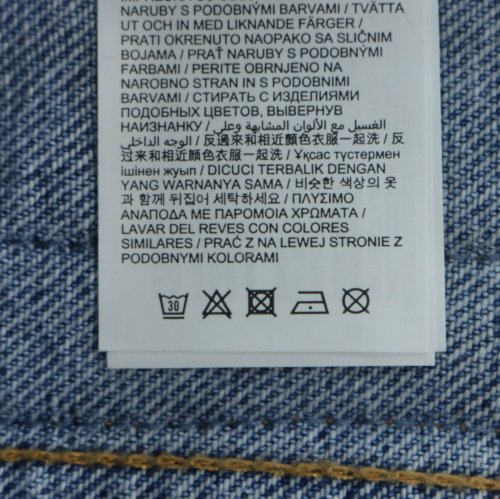 NARUBY S PODOBNÝMI BARVAMI / TVÄTTA
UT OCH IN MED LIKNANDE FÄRGER /
PRATI OKRENUTO NAOPAKO SA SLIČNIM
BOJAMA / PRAŤ NARUBY S PODOBNÝMI
FARBAMI / PERITE OBRNJENO NA
NAROBNO STRAN IN S PODOBNIMI
BARVAMI / СТИРАТЬ С ИЗДЕЛИЯМИ
ПОДОБНЫХ ЦВЕТОВ, ВЫВЕРНУВ
НАИЗНАНКУ / الغسيل مع الألوان المشابهة وعلى
الوجه الداخلي / 反過來和相近顏色衣服一起洗 / 反
过来和相近颜色衣服一起洗 / Ұқсас түстермен
ішінен жуып / DICUCI TERBALIK DENGAN
YANG WARNANYA SAMA / 비슷한 색상의 옷
과 함께 뒤집어 세탁하세요 / ΠΛΥΣΙΜΟ
ΑΝΑΠΟΔΑ ΜΕ ΠΑΡΟΜΟΙΑ ΧΡΩΜΑΤΑ /
LAVAR DEL REVES CON COLORES
SIMILARES / PRAĆ Z NA LEWEJ STRONIE Z
PODOBNYMI KOLORAMI
30